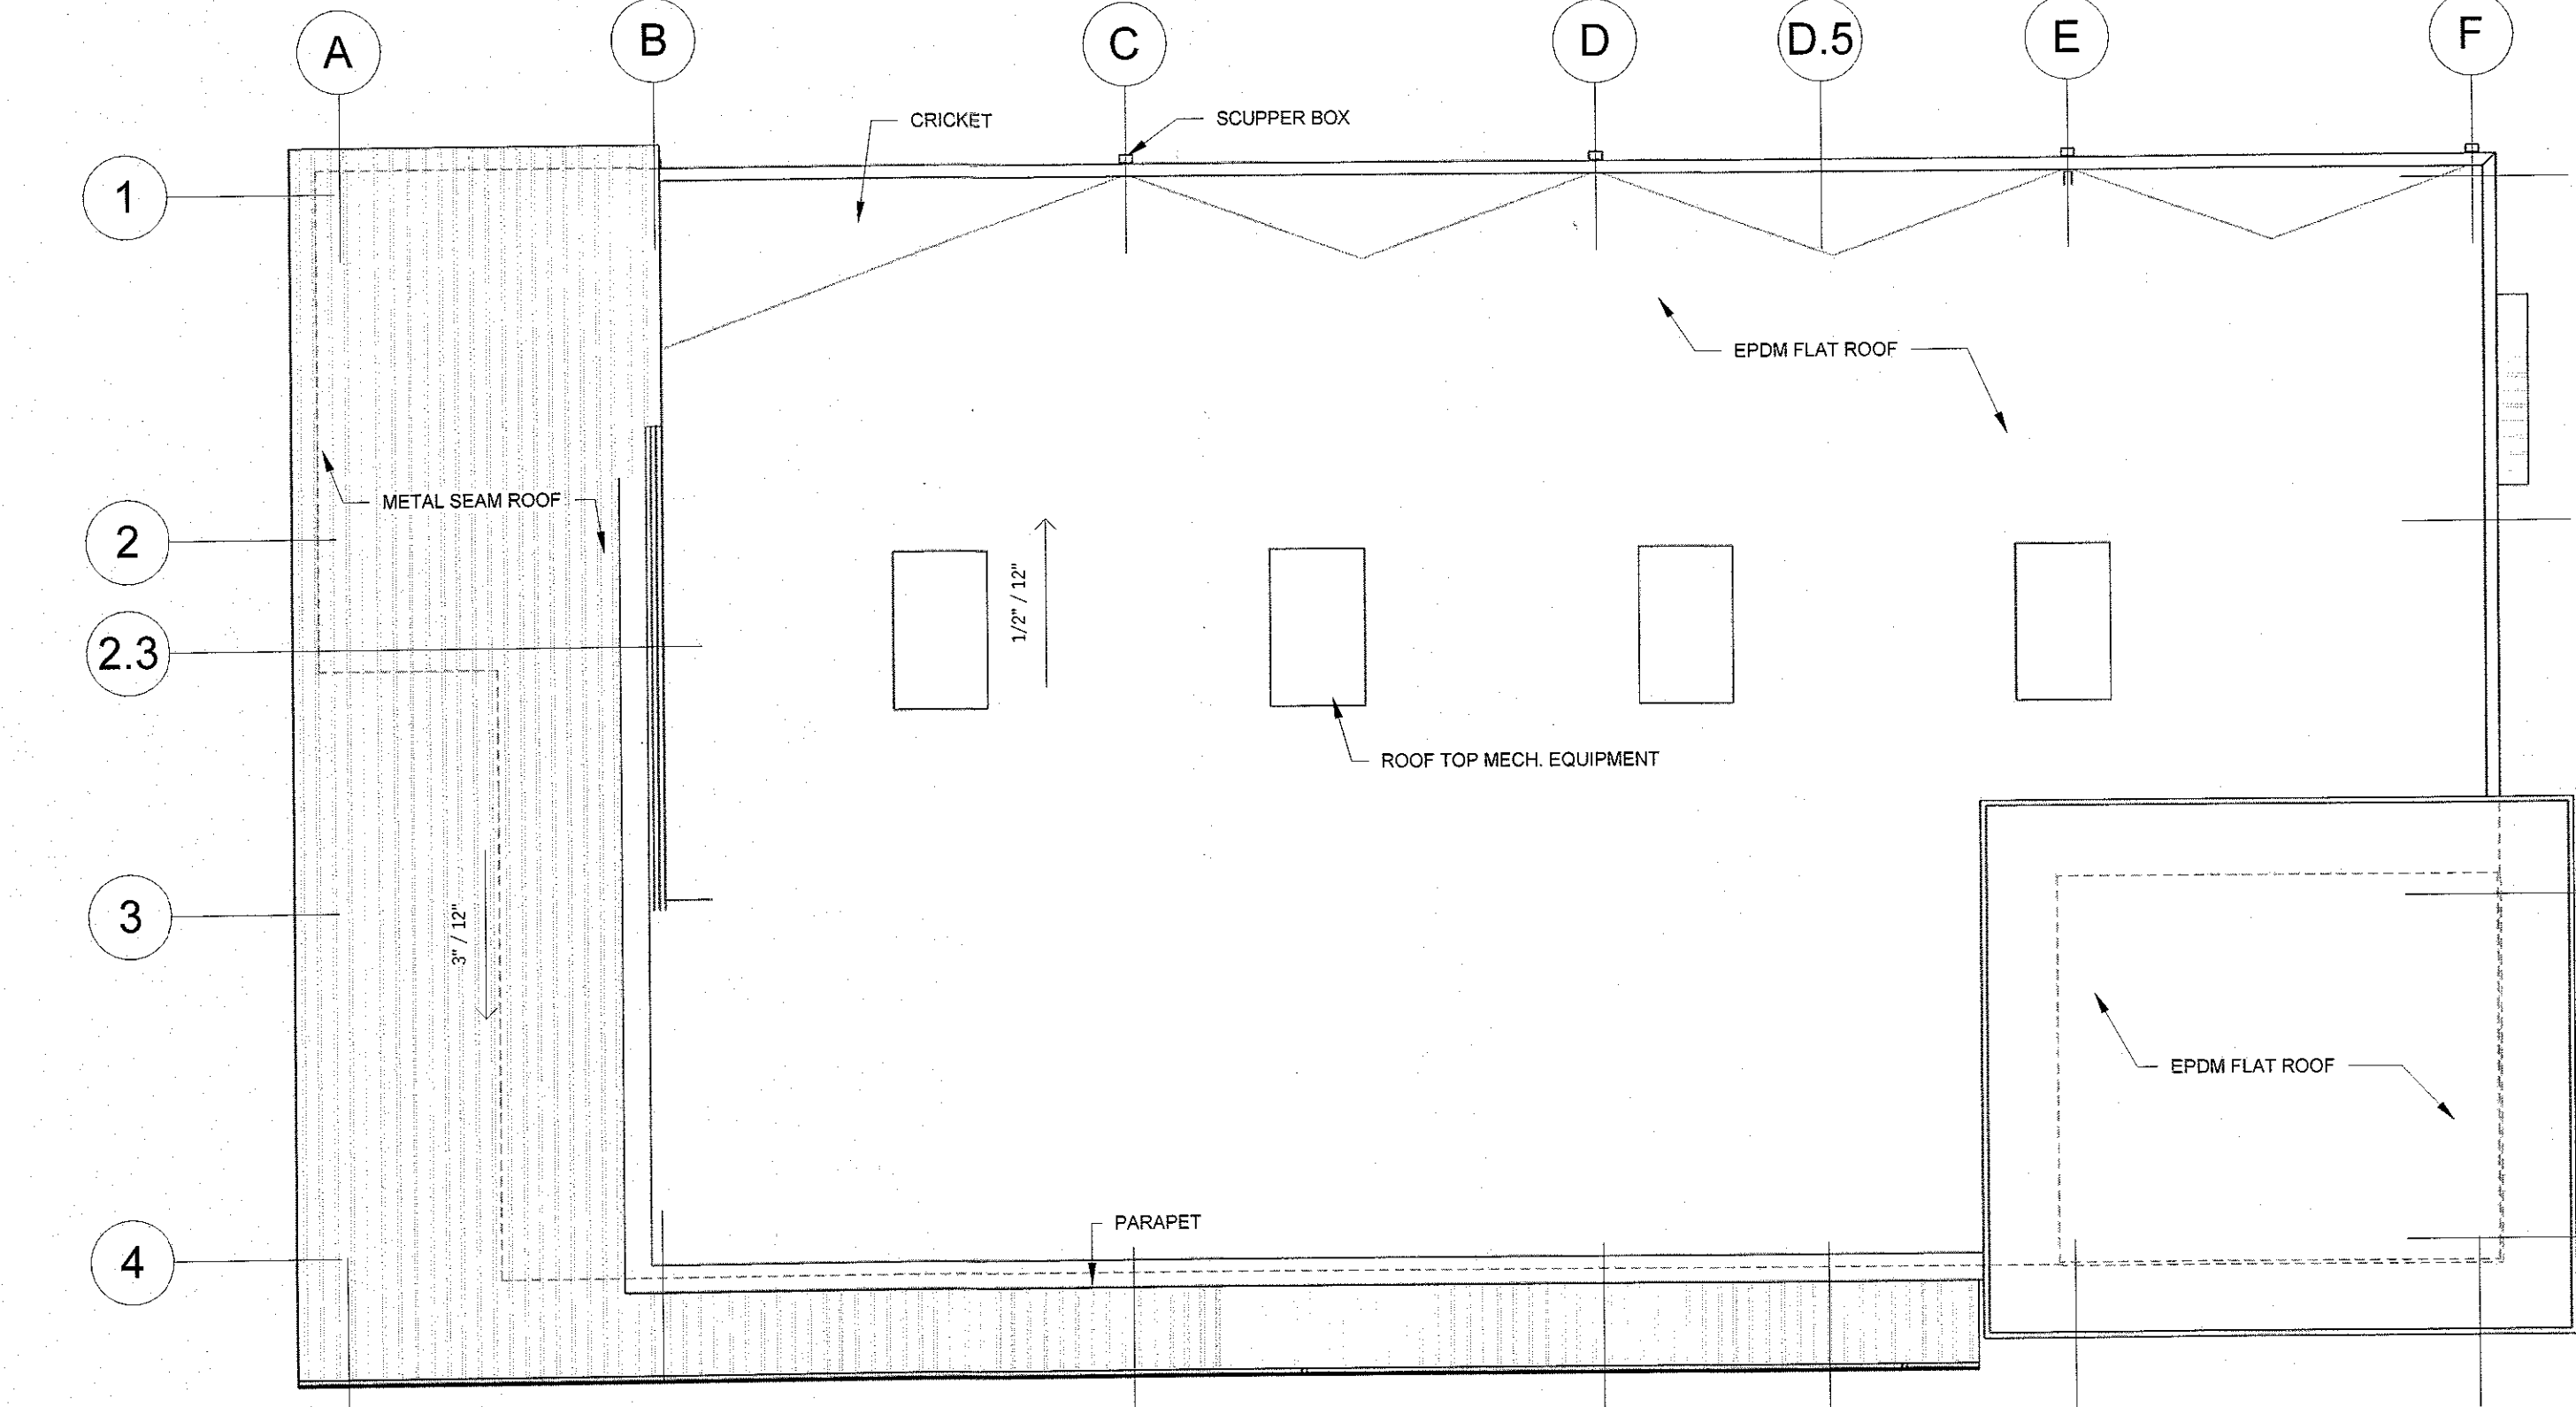 A
B
C
D
D.5
E
F
CRICKET
SCUPPER BOX
1
EPDM FLAT ROOF
METAL SEAM ROOF
2
1/2" / 12"
2.3
ROOF TOP MECH. EQUIPMENT
3
3" / 12"
EPDM FLAT ROOF
PARAPET
4